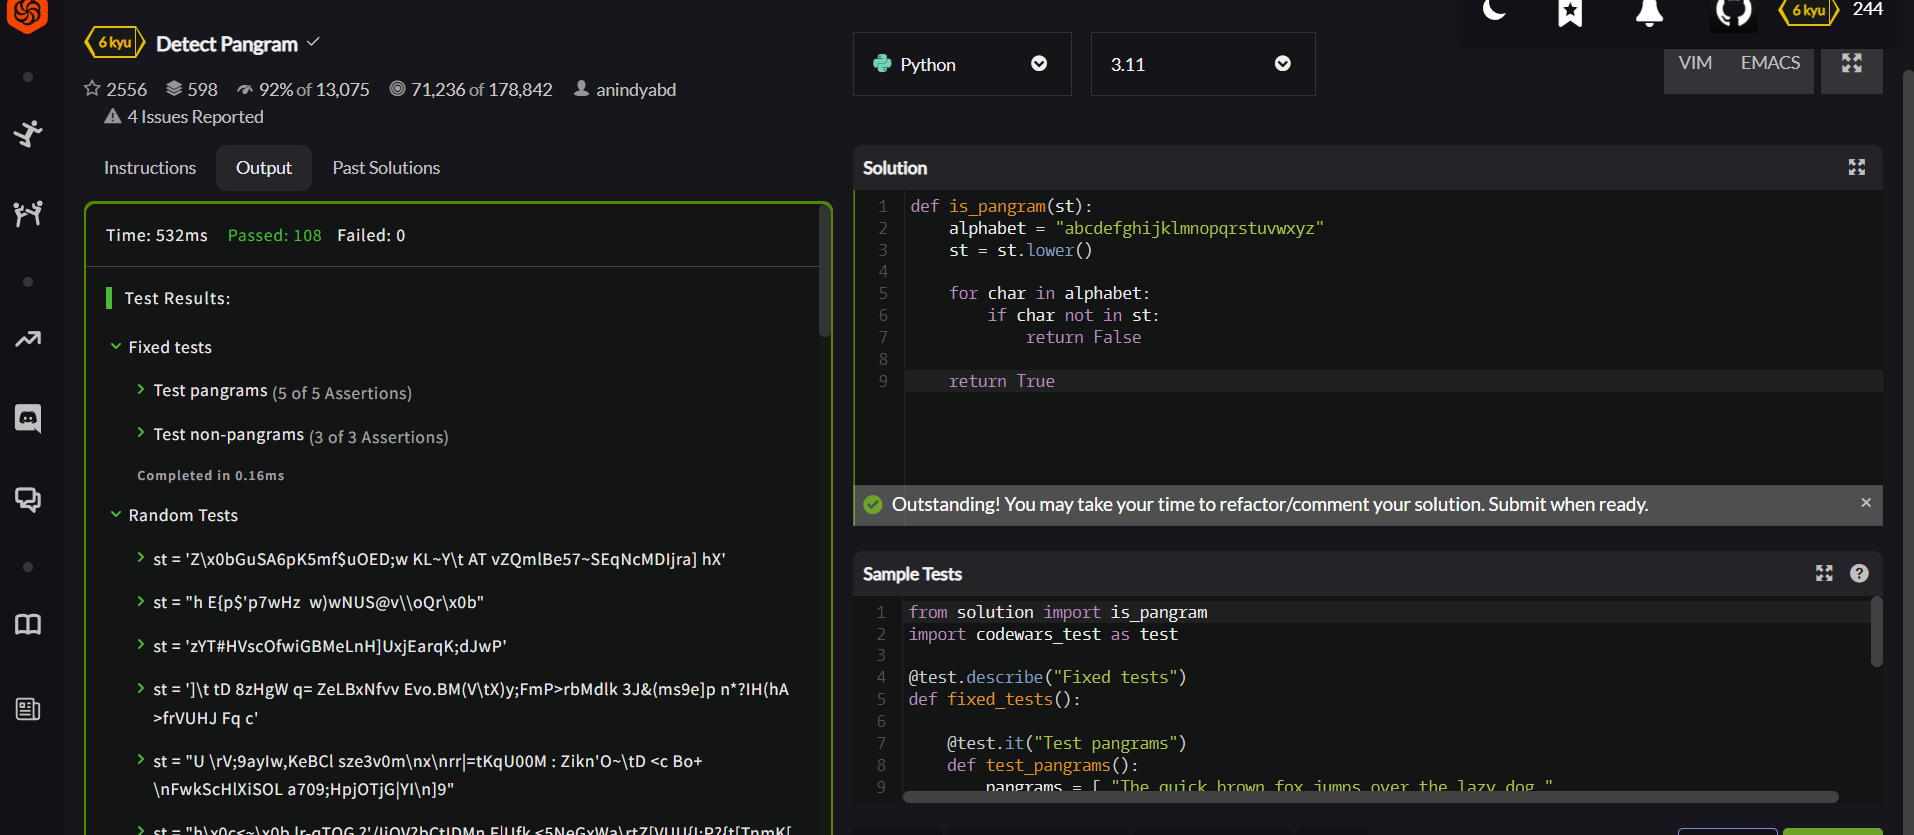 6 kyu Detect Pangram
2556 598 92% of 13,075 71,236 of 178,842 anindyabd
4 Issues Reported
Instructions Output Past Solutions
Time: 532ms Passed: 108 Failed: 0
Test Results:
Fixed tests
Test pangrams (5 of 5 Assertions)
Test non-pangrams (3 of 3 Assertions)
Completed in 0.16ms
Random Tests
st = 'Z\x0bGuSA6pK5mf$uOED;w KL~Y\t AT vZQmlBe57~SEqNcMDIjra] hX'
st = "h E{p$'p7wHz  w)wNUS@v\\oQr\x0b"
st = 'zYT#HVscOfwiGBMeLnH]UxjEarqK;dJwP'
st = ']\t tD 8zHgW q= ZeLBxNfvv Evo.BM(V\tX)y;FmP>rbMdlk 3J&(ms9e]p n*?IH(hA
>frVUHJ Fq c'
st = "U \rV;9ayIw,KeBCl sze3v0m\nx\nrr|=tKqU00M : Zikn'O~\tD <c Bo+
\nFwkScHlXiSOL a709;HpjOTjG|YI\n]9"
Python 3.11
6 kyu 244
VIM EMACS
Solution
1 def is_pangram(st):
2     alphabet = "abcdefghijklmnopqrstuvwxyz"
3     st = st.lower()
4
5     for char in alphabet:
6         if char not in st:
7             return False
8
9     return True
Outstanding! You may take your time to refactor/comment your solution. Submit when ready. ×
Sample Tests
1 from solution import is_pangram
2 import codewars_test as test
3
4 @test.describe("Fixed tests")
5 def fixed_tests():
6
7     @test.it("Test pangrams")
8     def test_pangrams():
9         pangrams = [ "The quick brown fox jumps over the lazy dog."